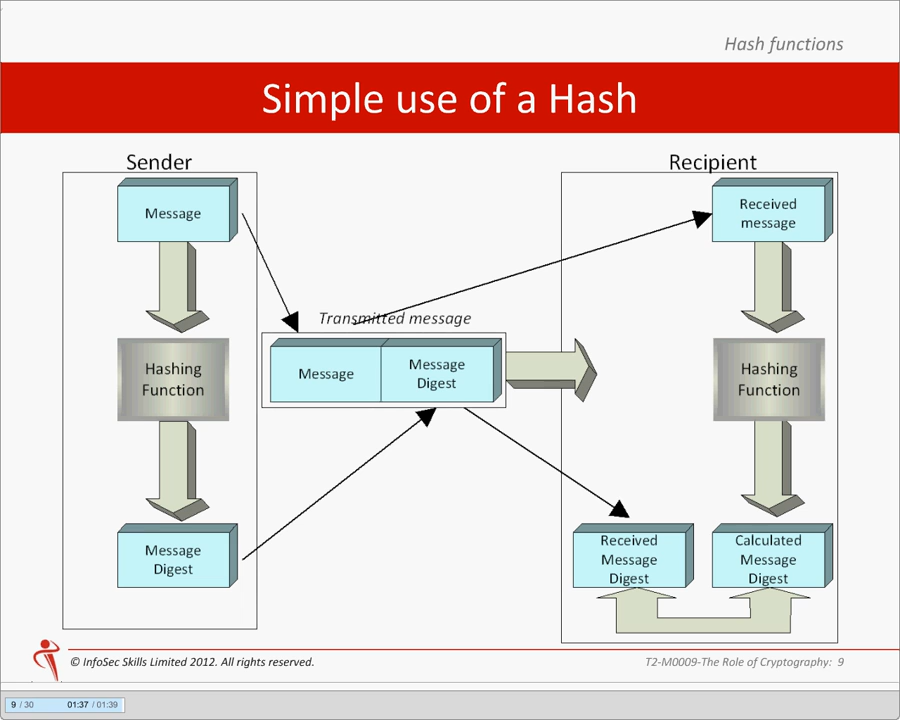 Hash functions
Simple use of a Hash
Sender
Recipient
Message
Received
message
Transmitted message
Hashing
Function
Message
Message
Digest
Hashing
Function
Message
Digest
Received
Message
Digest
Calculated
Message
Digest
© InfoSec Skills Limited 2012. All rights reserved.
T2-M0009-The Role of Cryptography: 9
9 / 30 01:37 / 01:39